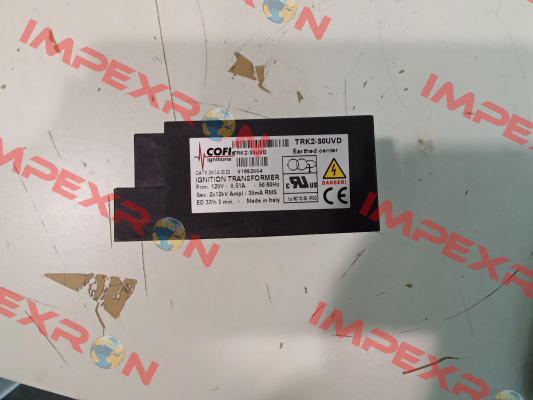 IMPEXRON
IMPEXRON
IMPEXRON
COFI
ignitions
TRK2-30UVD
TRK2-30UVD
Earthed center
IGNITION TRANSFORMER
Prim. 120V - 0.51A - 50/60Hz
Sec. 2x12kV Ampl - 30mA RMS
ED 33% 3 min. - Made in Italy
DANGER!
IMPEXRON
IMPEXRON